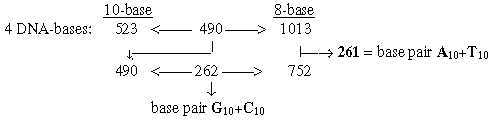 10-base 8-base
4 DNA-bases: 523 490 1013
261 = base pair A10+T10
490 262 752
base pair G10+C10